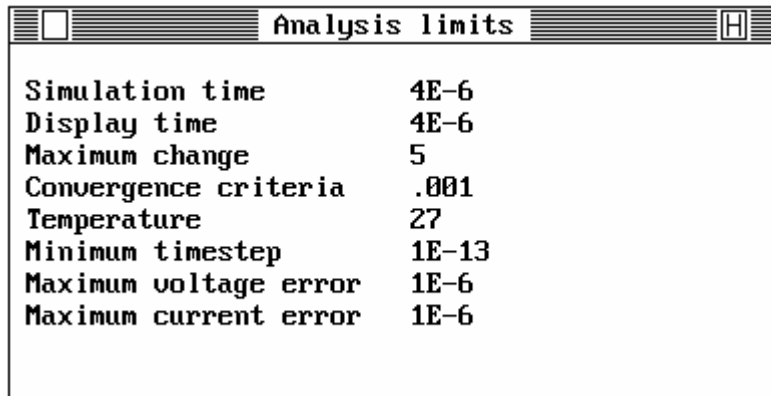 Analysis limits H
Simulation time 4E-6
Display time 4E-6
Maximum change 5
Convergence criteria .001
Temperature 27
Minimum timestep 1E-13
Maximum voltage error 1E-6
Maximum current error 1E-6